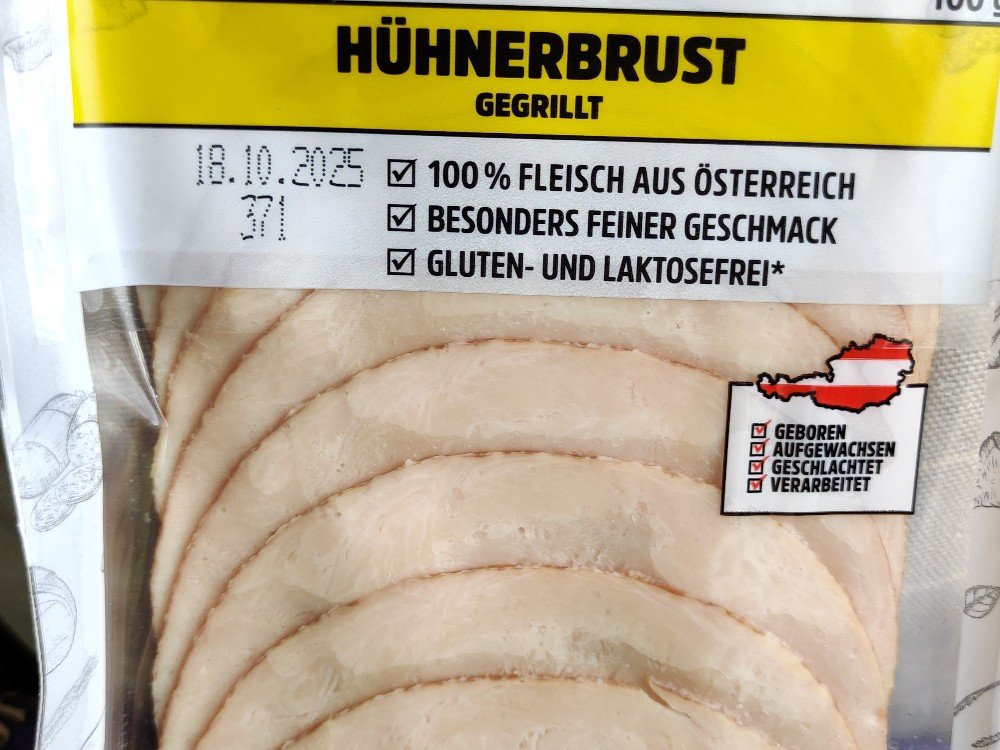 HÜHNERBRUST
GEGRILLT
18.10.2025
371
☑ 100 % FLEISCH AUS ÖSTERREICH
☑ BESONDERS FEINER GESCHMACK
☑ GLUTEN- UND LAKTOSEFREI*
☑ GEBOREN
☑ AUFGEWACHSEN
☑ GESCHLACHTET
☑ VERARBEITET